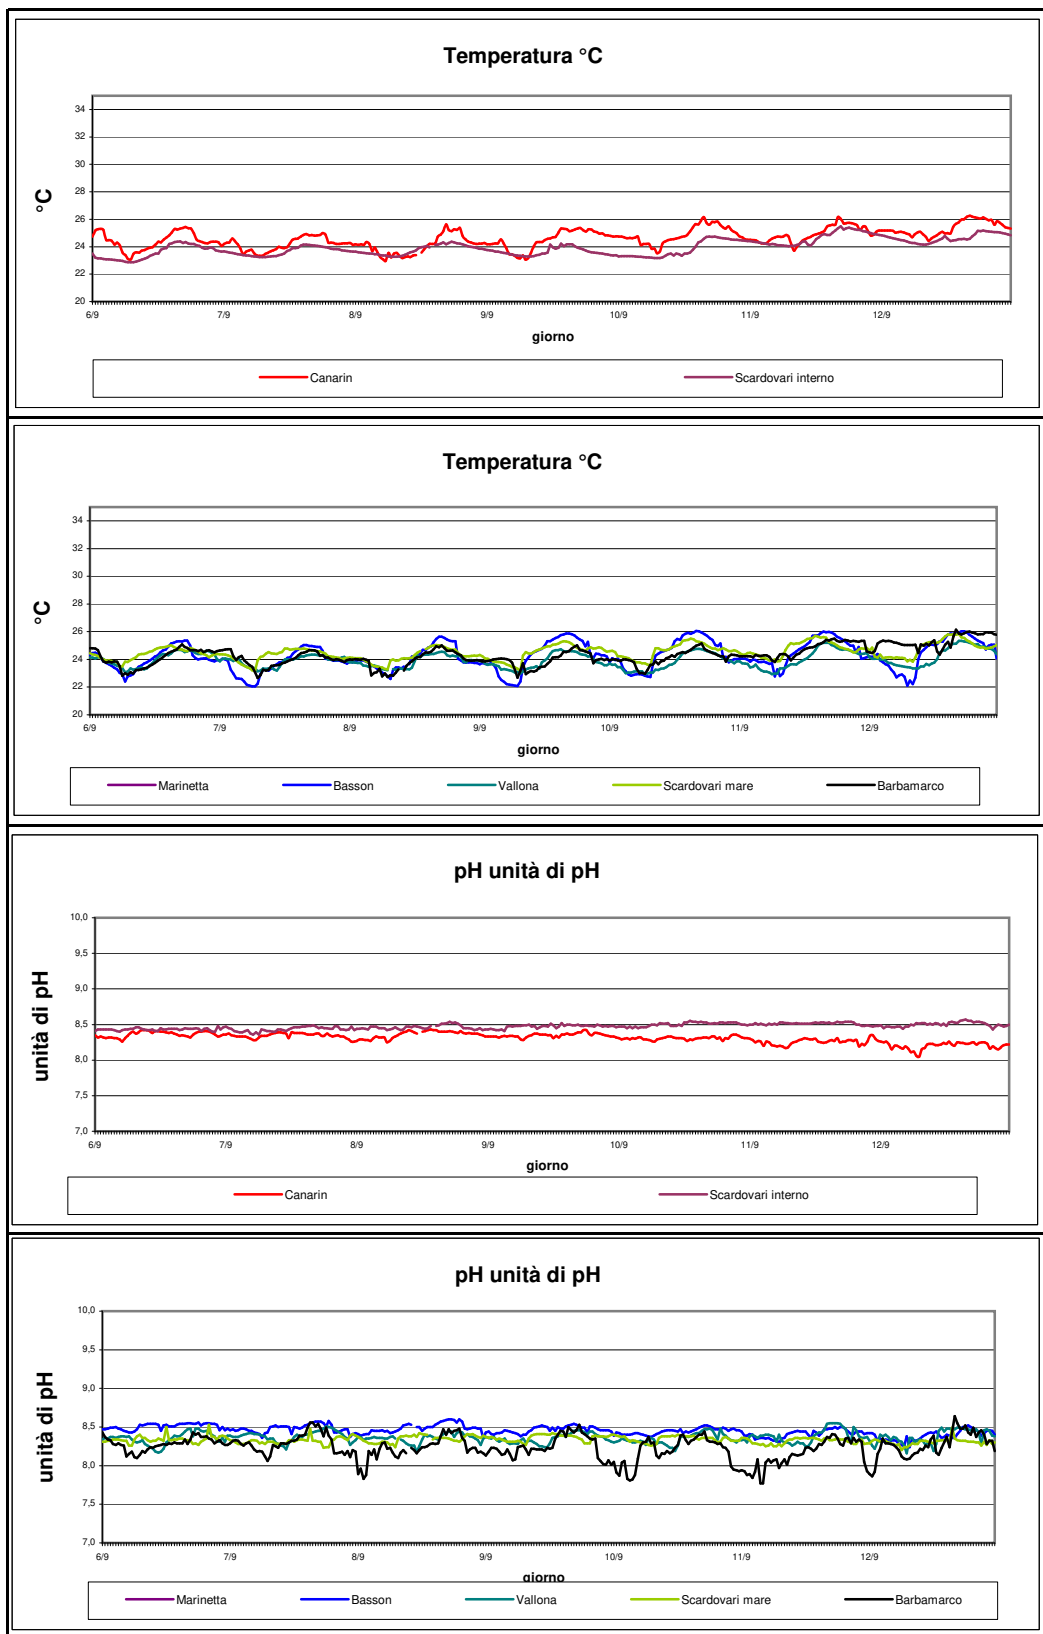 Temperatura °C
34
32
30
28
26
24
22
20
°C
6/9 7/9 8/9 9/9 10/9 11/9 12/9
giorno
Canarin Scardovari interno
Temperatura °C
34
32
30
28
26
24
22
20
°C
6/9 7/9 8/9 9/9 10/9 11/9 12/9
giorno
Marinetta Basson Vallona Scardovari mare Barbamarco
pH unità di pH
10,0
9,5
9,0
8,5
8,0
7,5
7,0
unità di pH
6/9 7/9 8/9 9/9 10/9 11/9 12/9
giorno
Canarin Scardovari interno
pH unità di pH
10,0
9,5
9,0
8,5
8,0
7,5
7,0
unità di pH
6/9 7/9 8/9 9/9 10/9 11/9 12/9
giorno
Marinetta Basson Vallona Scardovari mare Barbamarco